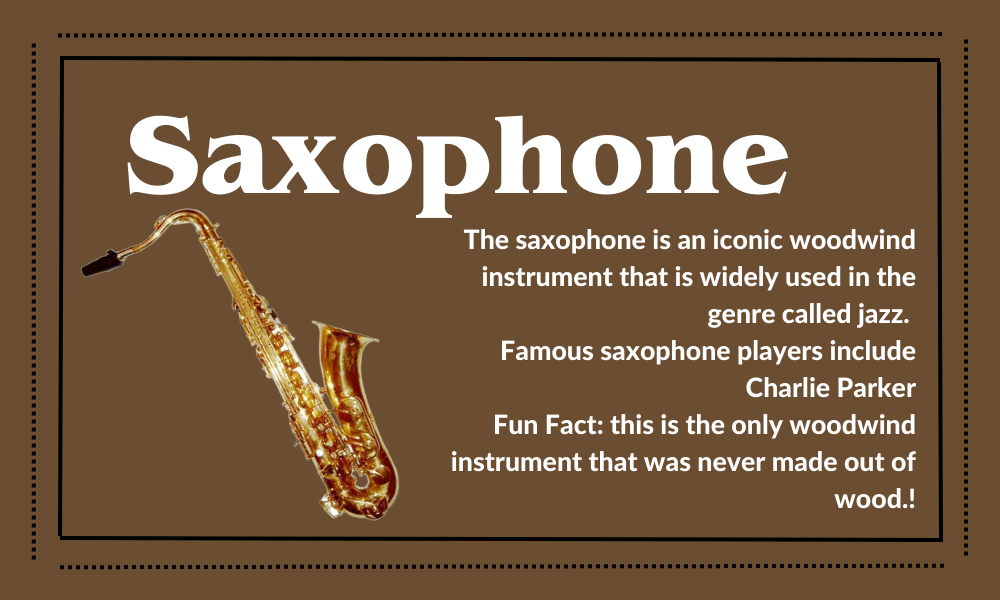 Saxophone
The saxophone is an iconic woodwind
instrument that is widely used in the
genre called jazz.
Famous saxophone players include
Charlie Parker
Fun Fact: this is the only woodwind
instrument that was never made out of
wood.!